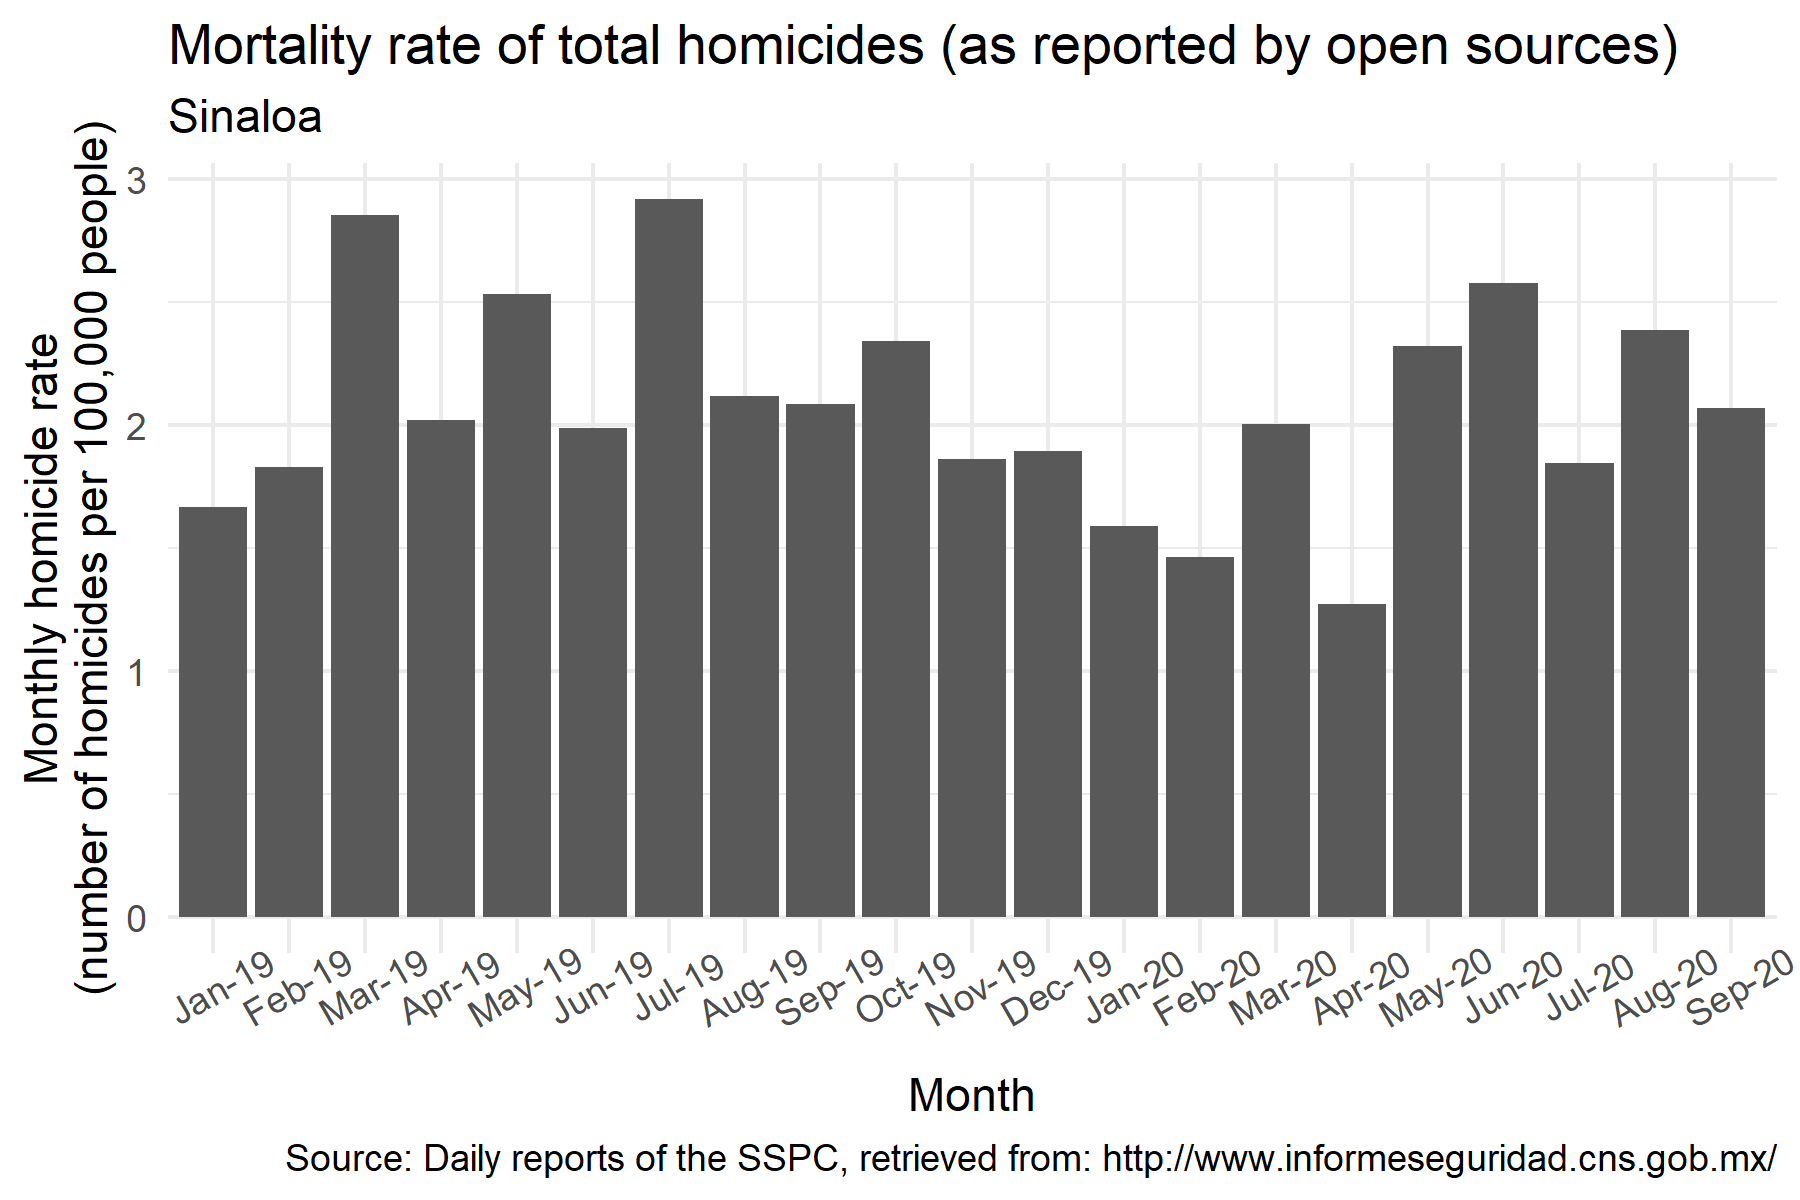 Mortality rate of total homicides (as reported by open sources)
Sinaloa
Monthly homicide rate
(number of homicides per 100,000 people)
3
2
1
0
Jan-19
Feb-19
Mar-19
Apr-19
May-19
Jun-19
Jul-19
Aug-19
Sep-19
Oct-19
Nov-19
Dec-19
Jan-20
Feb-20
Mar-20
Apr-20
May-20
Jun-20
Jul-20
Aug-20
Sep-20
Month
Source: Daily reports of the SSPC, retrieved from: http://www.informeseguridad.cns.gob.mx/